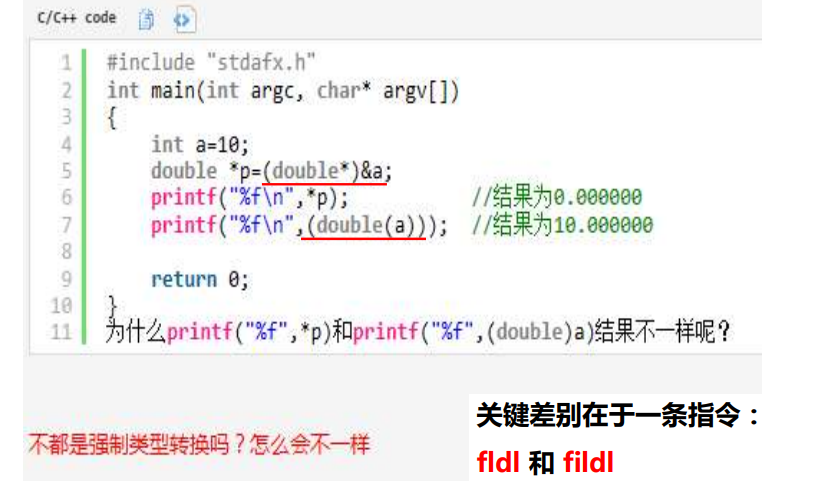 C/C++ code
1 #include "stdafx.h"
2 int main(int argc, char* argv[])
3 {
4 int a=10;
5 double *p=(double*)&a;
6 printf("%f\n",*p); //结果为0.000000
7 printf("%f\n",(double(a))); //结果为10.000000
8
9 return 0;
10 }
11 为什么printf("%f",*p)和printf("%f",(double)a)结果不一样呢？
关键差别在于一条指令：
不都是强制类型转换吗？怎么会不一样
fldl 和 fildl